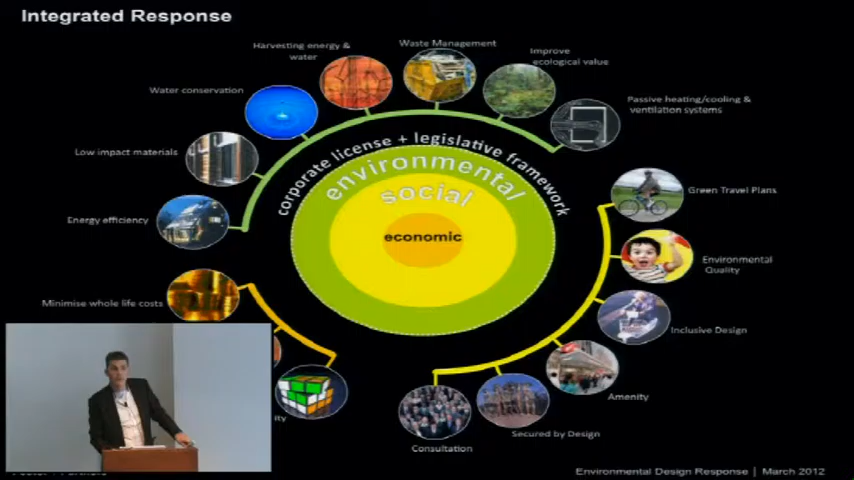 Integrated Response
Harvesting energy &
water
Waste Management
Improve
ecological value
Water conservation
Passive heating/cooling &
ventilation systems
Low impact materials
corporate license + legislative framework
environmental
social
economic
Green Travel Plans
Energy efficiency
Environmental
Quality
Minimise whole life costs
Inclusive Design
Amenity
Secured by Design
Consultation
Environmental Design Response | March 2012